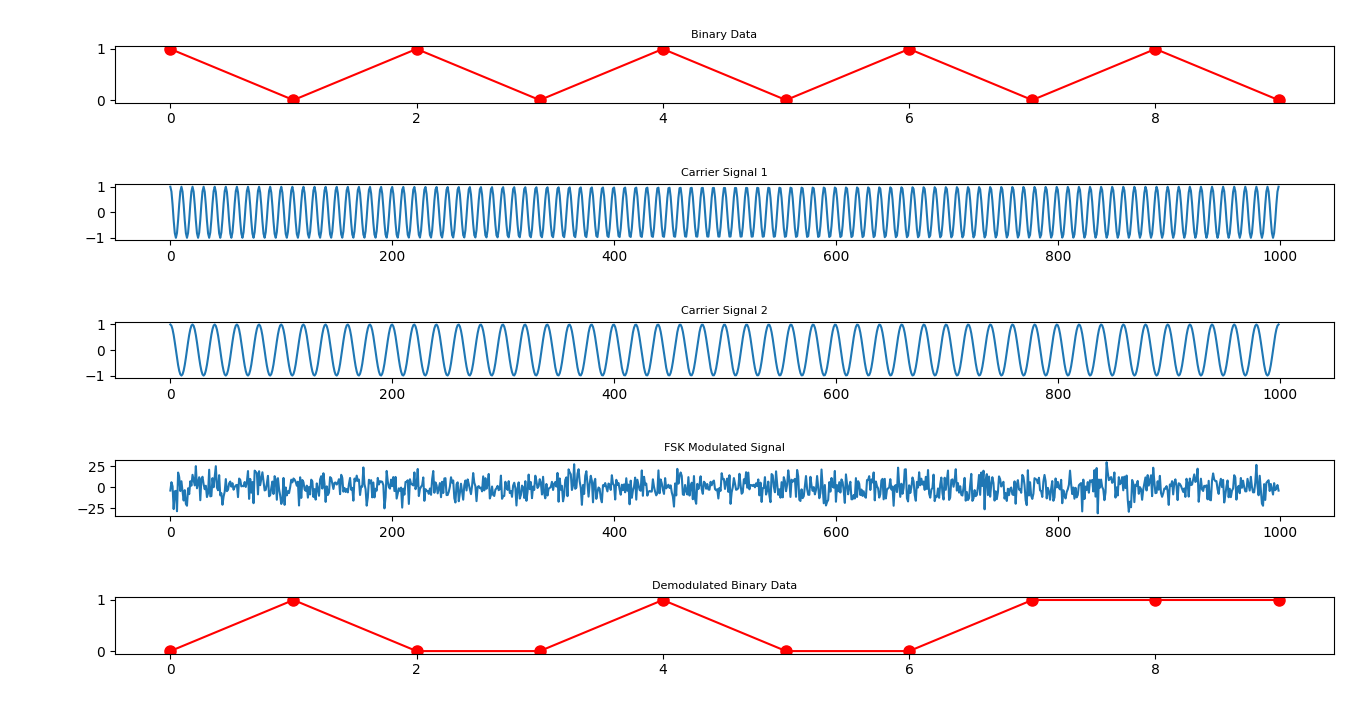 Binary Data
1
0
0 2 4 6 8
Carrier Signal 1
1
0
−1
0 200 400 600 800 1000
Carrier Signal 2
1
0
−1
0 200 400 600 800 1000
FSK Modulated Signal
25
0
−25
0 200 400 600 800 1000
Demodulated Binary Data
1
0
0 2 4 6 8